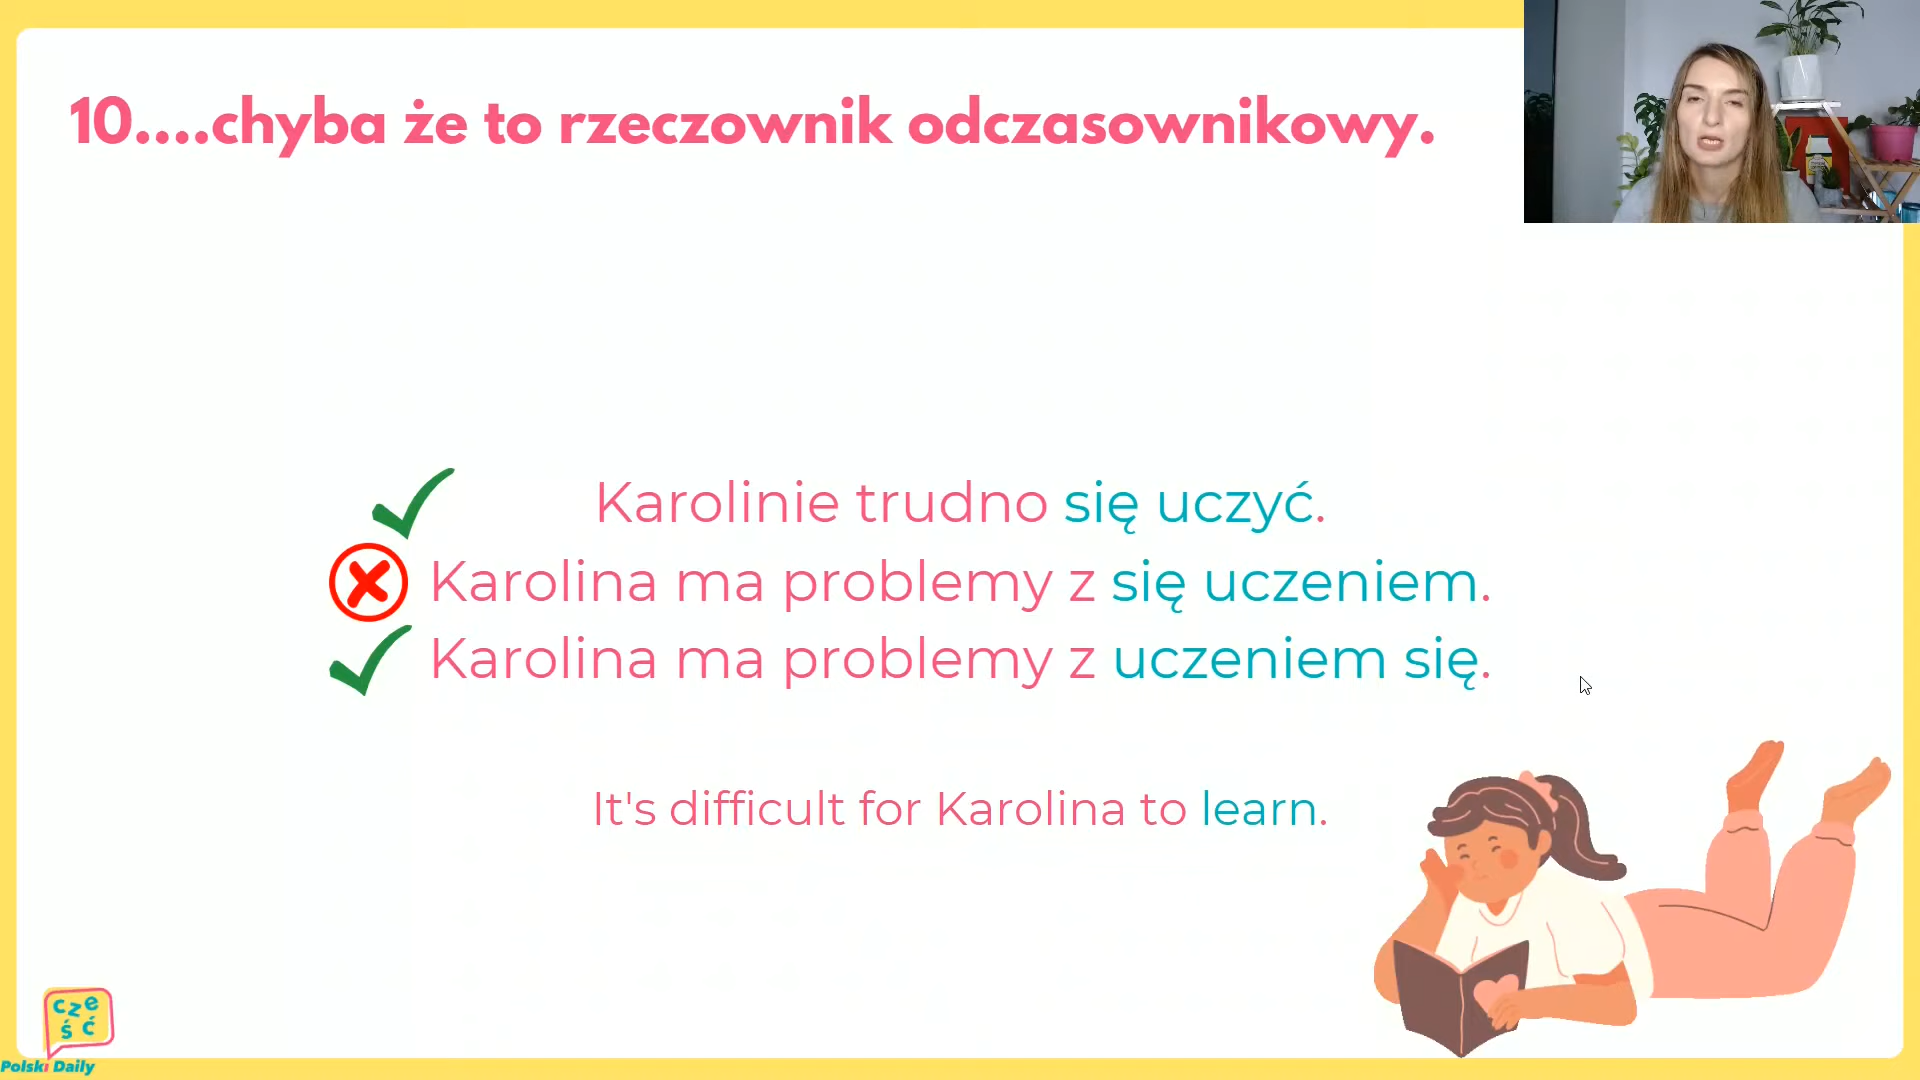 10....chyba że to rzeczownik odczasownikowy.
Karolinie trudno się uczyć.
Karolina ma problemy z się uczeniem.
Karolina ma problemy z uczeniem się.
It's difficult for Karolina to learn.
cze
ść
Polski Daily